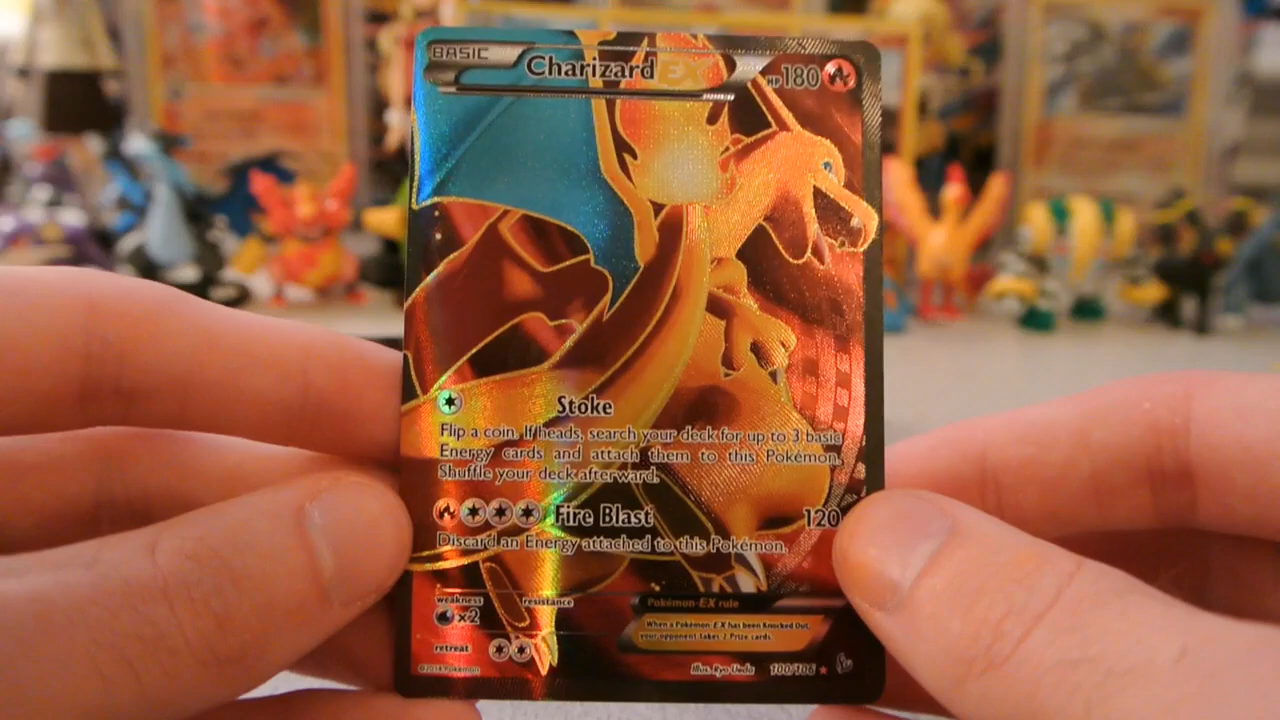 BASIC
Charizard EX
HP180
Stoke
Flip a coin. If heads, search your deck for up to 3 basic
Energy cards and attach them to this Pokémon.
Shuffle your deck afterward.
Fire Blast 120
Discard an Energy attached to this Pokémon.
weakness resistance
×2
Pokémon-EX rule
When a Pokémon-EX has been Knocked Out,
your opponent takes 2 Prize cards.
retreat
©2014 Pokémon
Illus. Ryo Ueda 100/106